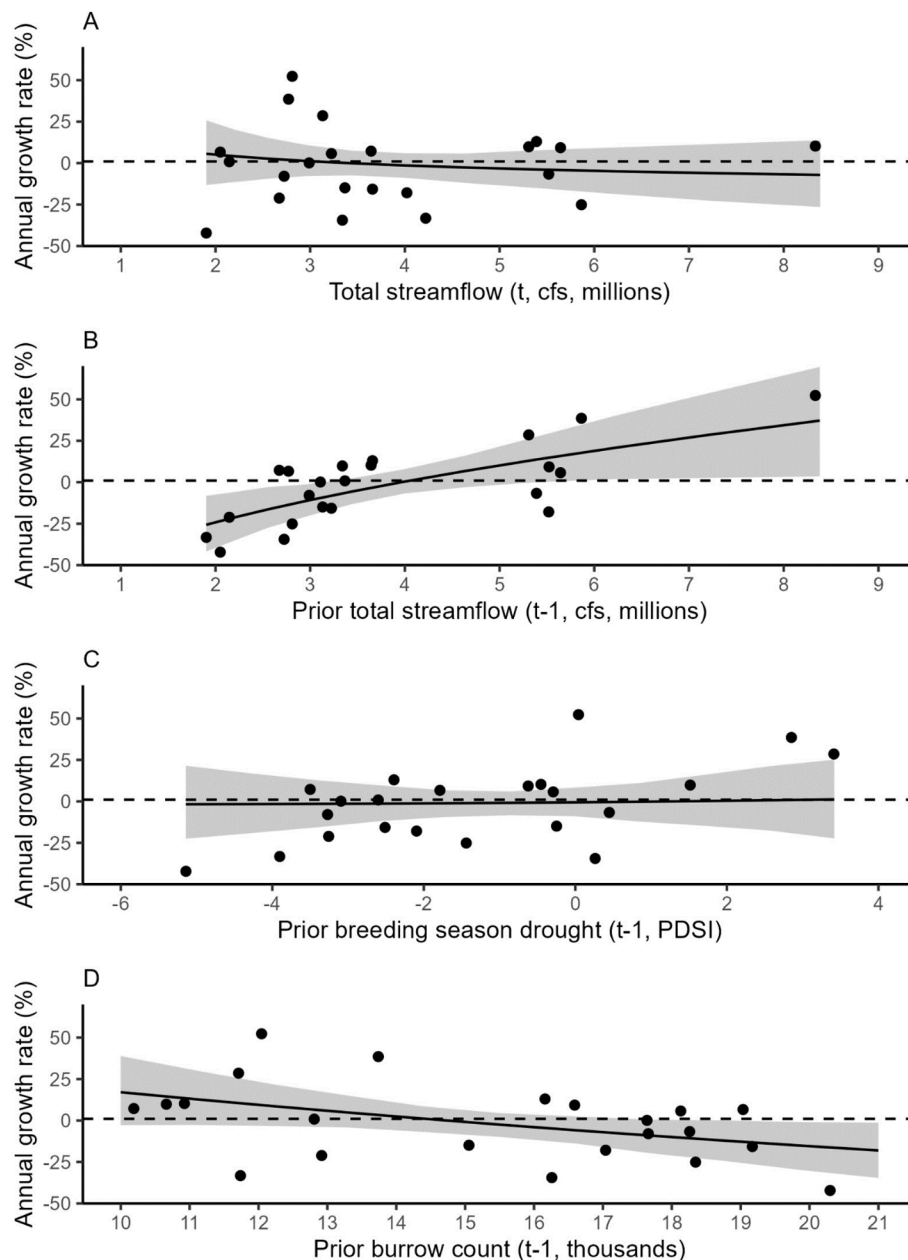 A
Annual growth rate (%)
50
25
0
-25
-50
1 2 3 4 5 6 7 8 9
Total streamflow (t, cfs, millions)
B
Annual growth rate (%)
50
25
0
-25
-50
1 2 3 4 5 6 7 8 9
Prior total streamflow (t-1, cfs, millions)
C
Annual growth rate (%)
50
25
0
-25
-50
-6 -4 -2 0 2 4
Prior breeding season drought (t-1, PDSI)
D
Annual growth rate (%)
50
25
0
-25
-50
10 11 12 13 14 15 16 17 18 19 20 21
Prior burrow count (t-1, thousands)